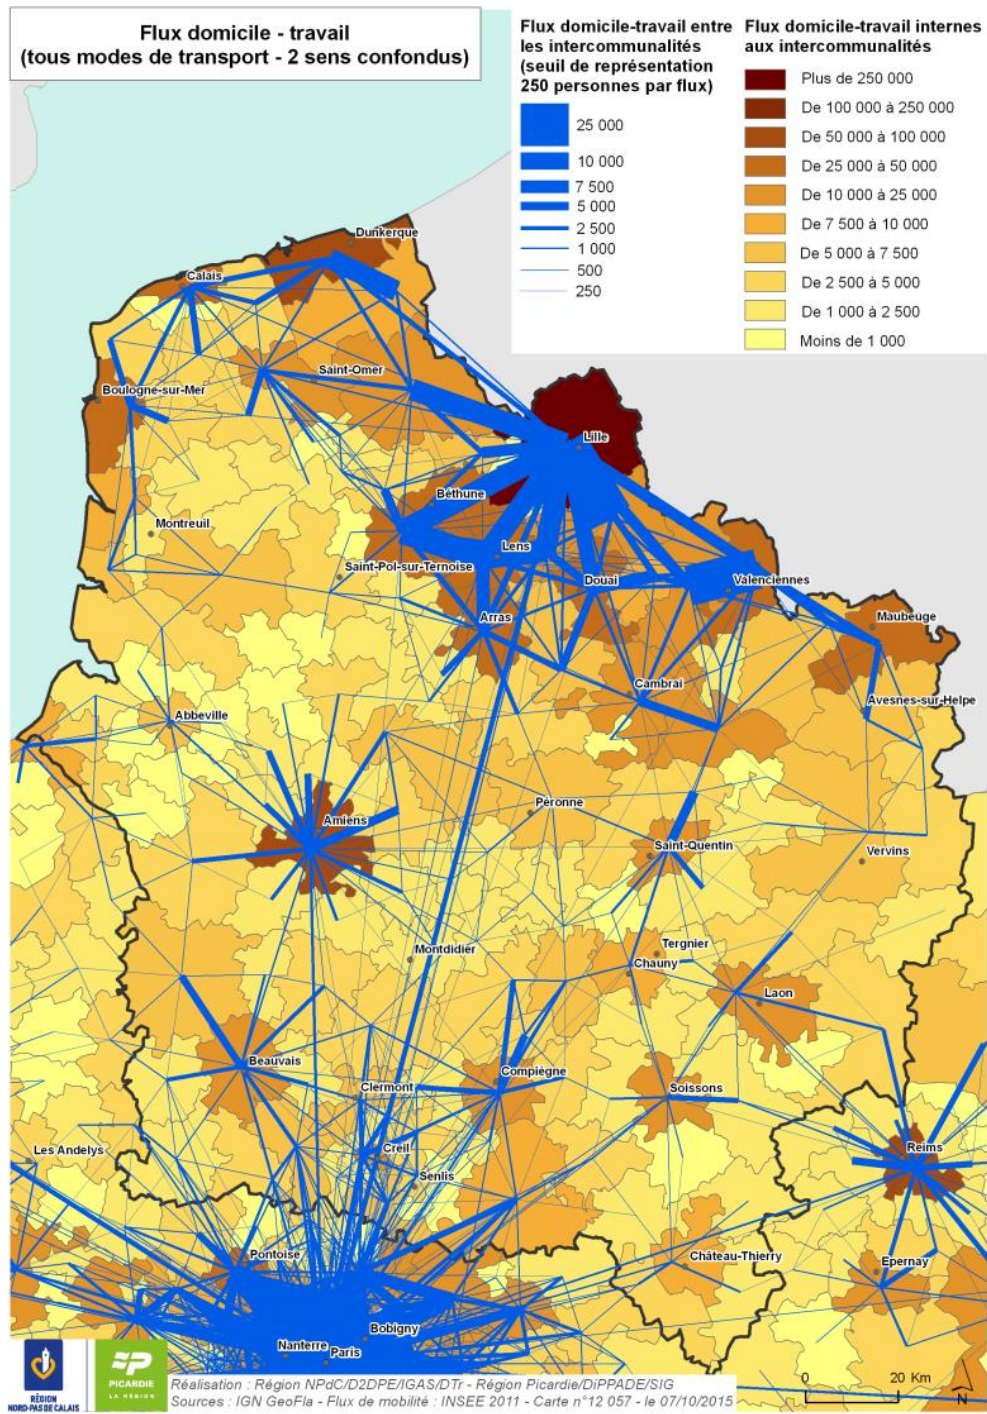 Flux domicile - travail
(tous modes de transport - 2 sens confondus)
Flux domicile-travail entre
les intercommunalités
(seuil de représentation
250 personnes par flux)
25 000
10 000
7 500
5 000
2 500
1 000
500
250
Flux domicile-travail internes
aux intercommunalités
Plus de 250 000
De 100 000 à 250 000
De 50 000 à 100 000
De 25 000 à 50 000
De 10 000 à 25 000
De 7 500 à 10 000
De 5 000 à 7 500
De 2 500 à 5 000
De 1 000 à 2 500
Moins de 1 000
Dunkerque
Calais
Saint-Omer
Boulogne-sur-Mer
Lille
Béthune
Montreuil
Lens
Saint-Pol-sur-Ternoise
Douai
Valenciennes
Arras
Maubeuge
Cambrai
Avesnes-sur-Helpe
Abbeville
Péronne
Amiens
Saint-Quentin
Vervins
Montdidier
Tergnier
Chauny
Laon
Beauvais
Compiègne
Clermont
Soissons
Les Andelys
Creil
Reims
Senlis
Pontoise
Château-Thierry
Epernay
Bobigny
Nanterre
Paris
RÉGION
NORD-PAS DE CALAIS
PICARDIE
LA RÉGION
Réalisation : Région NPdC/D2DPE/IGAS/DTr - Région Picardie/DiPPADE/SIG
Sources : IGN GeoFla - Flux de mobilité : INSEE 2011 - Carte n°12 057 - le 07/10/2015
0 20 Km
N